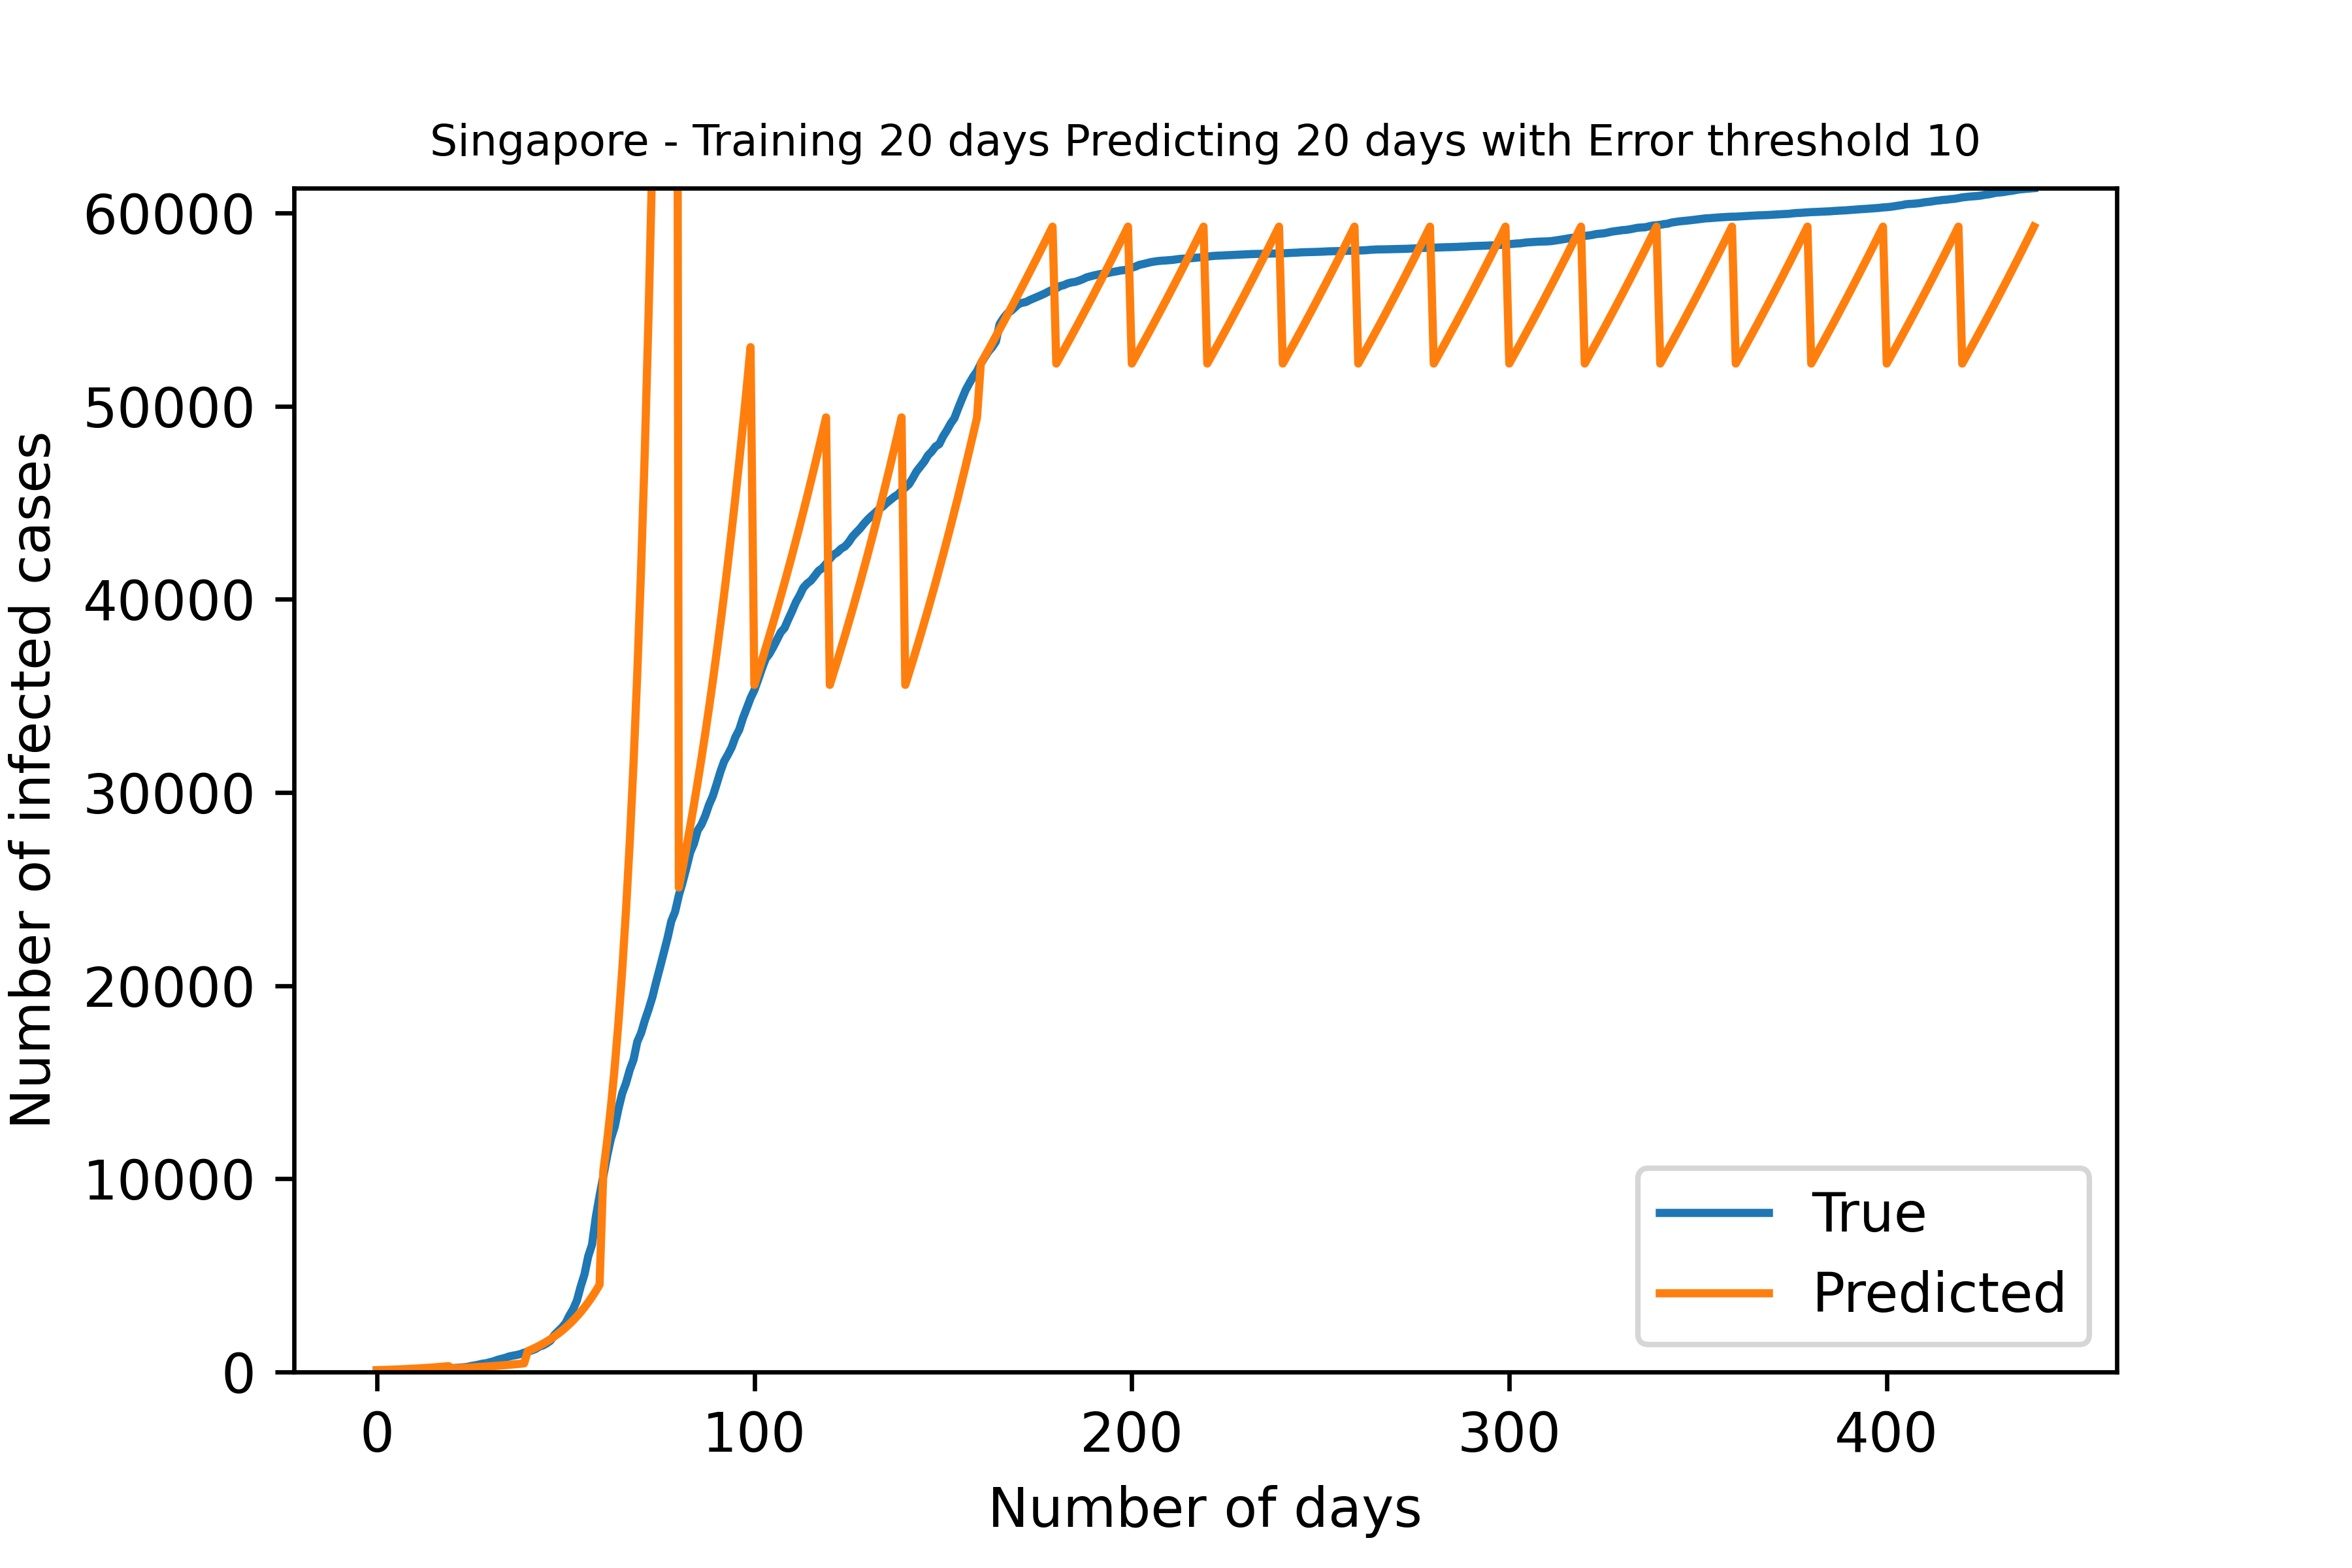 Singapore - Training 20 days Predicting 20 days with Error threshold 10
60000
50000
40000
30000
20000
10000
0
Number of infected cases
True
Predicted
0 100 200 300 400
Number of days